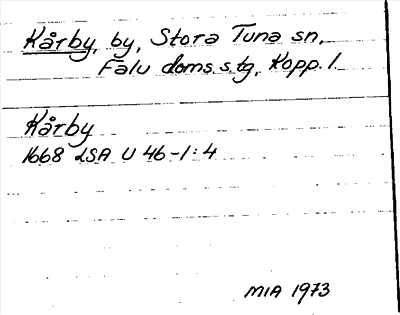 Kårby, by, Stora Tuna sn,
Falu doms.s.tg, Kopp. l.
Kårby
1668 LSA U 46-1:4
MIA 1973